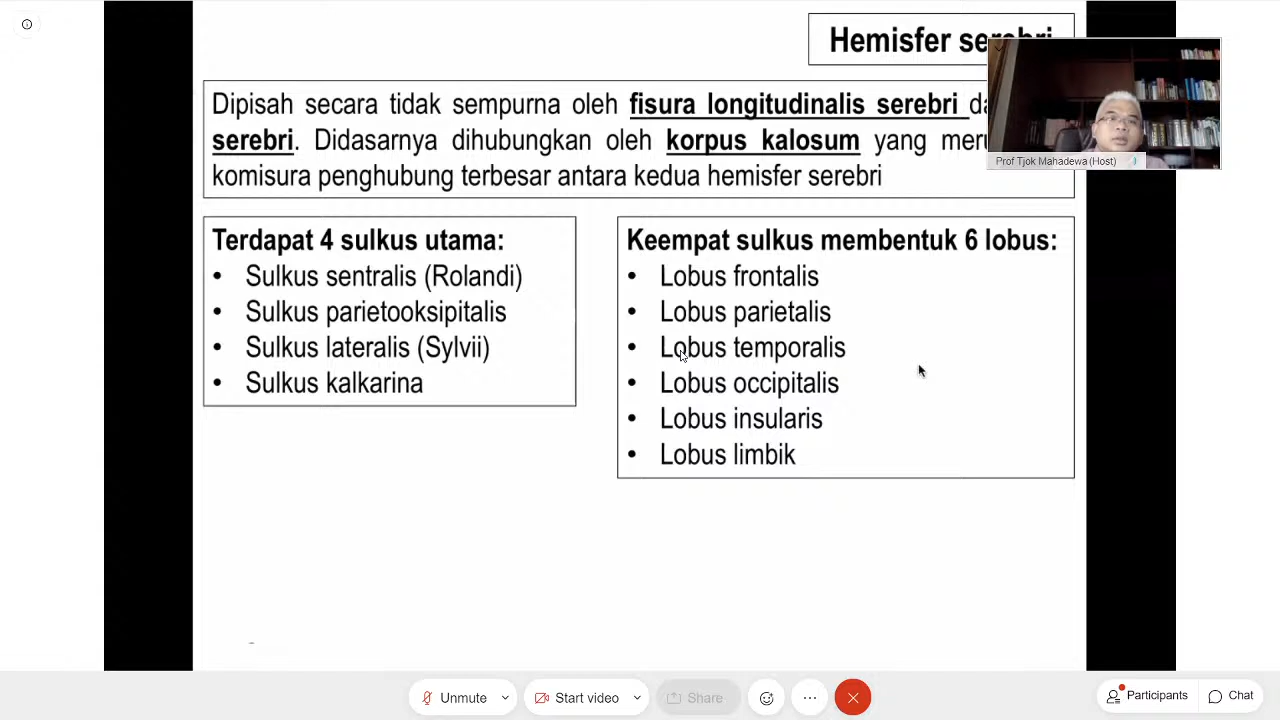 Hemisfer serebri
Dipisah secara tidak sempurna oleh fisura longitudinalis serebri
serebri. Didasarnya dihubungkan oleh korpus kalosum yang
komisura penghubung terbesar antara kedua hemisfer serebri
Prof Tjok Mahadewa (Host)
Terdapat 4 sulkus utama:
• Sulkus sentralis (Rolandi)
• Sulkus parietooksipitalis
• Sulkus lateralis (Sylvii)
• Sulkus kalkarina
Keempat sulkus membentuk 6 lobus:
• Lobus frontalis
• Lobus parietalis
• Lobus temporalis
• Lobus occipitalis
• Lobus insularis
• Lobus limbik
Unmute
Start video
Share
Participants
Chat